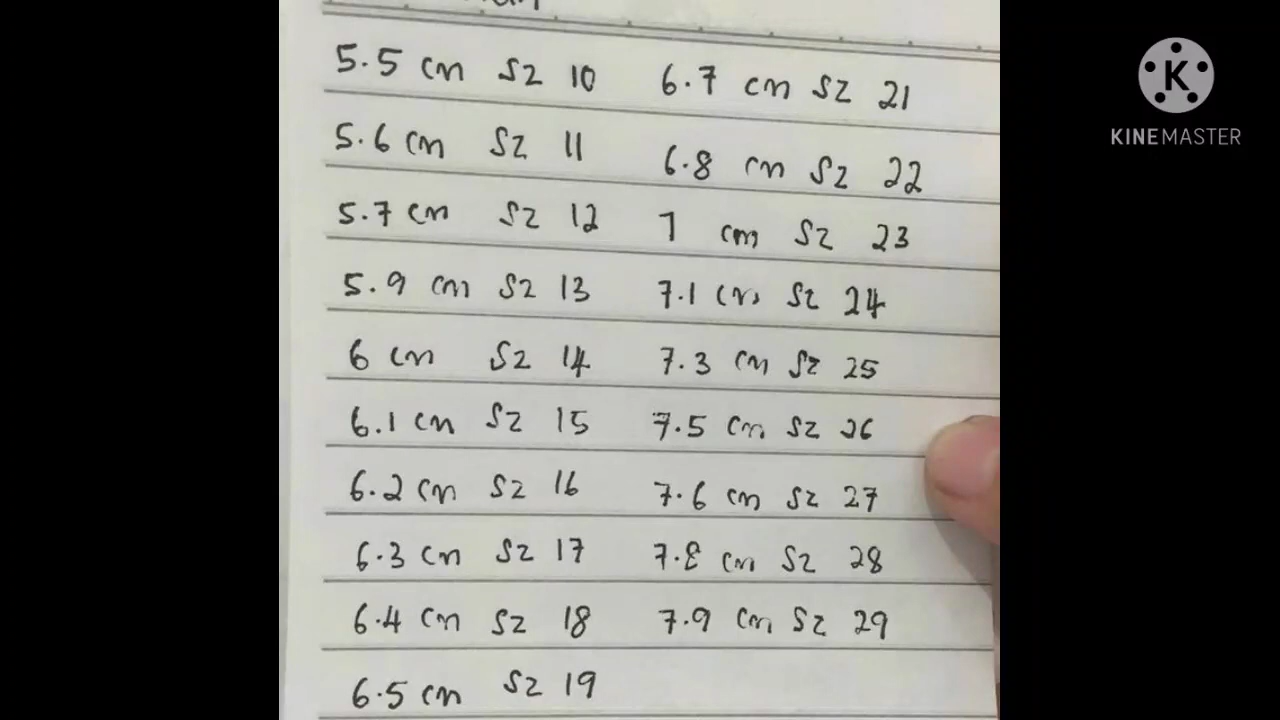 5.5 cm Sz 10
5.6 cm Sz 11
5.7 cm Sz 12
5.9 cm Sz 13
6 cm Sz 14
6.1 cm Sz 15
6.2 cm Sz 16
6.3 cm Sz 17
6.4 cm Sz 18
6.5 cm Sz 19
6.7 cm Sz 21
6.8 cm Sz 22
7 cm Sz 23
7.1 cm Sz 24
7.3 cm Sz 25
7.5 cm Sz 26
7.6 cm Sz 27
7.8 cm Sz 28
7.9 cm Sz 29
K
KINEMASTER